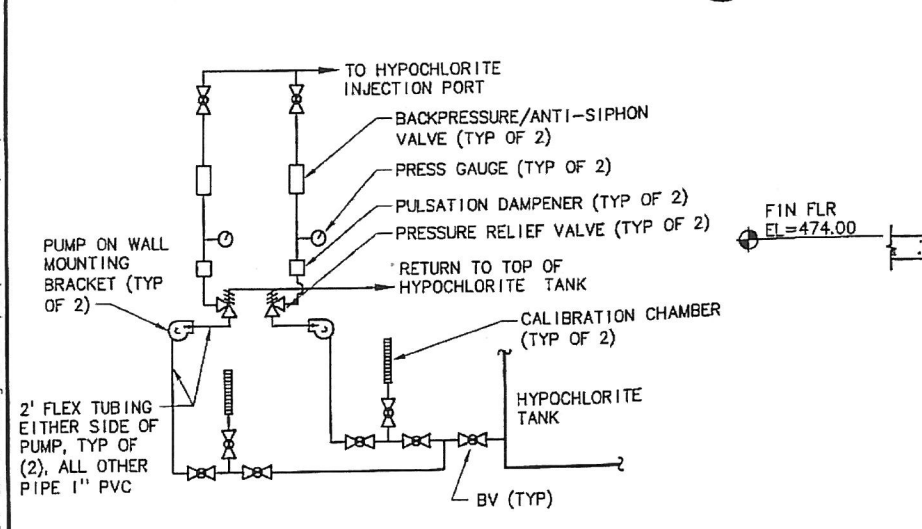 TO HYPOCHLORITE
INJECTION PORT
BACKPRESSURE/ANTI-SIPHON
VALVE (TYP OF 2)
PRESS GAUGE (TYP OF 2)
PULSATION DAMPENER (TYP OF 2)
PRESSURE RELIEF VALVE (TYP OF 2)
FIN FLR
EL=474.00
PUMP ON WALL
MOUNTING
BRACKET (TYP
OF 2)
RETURN TO TOP OF
HYPOCHLORITE TANK
CALIBRATION CHAMBER
(TYP OF 2)
HYPOCHLORITE
TANK
2' FLEX TUBING
EITHER SIDE OF
PUMP, TYP OF
(2), ALL OTHER
PIPE 1" PVC
BV (TYP)